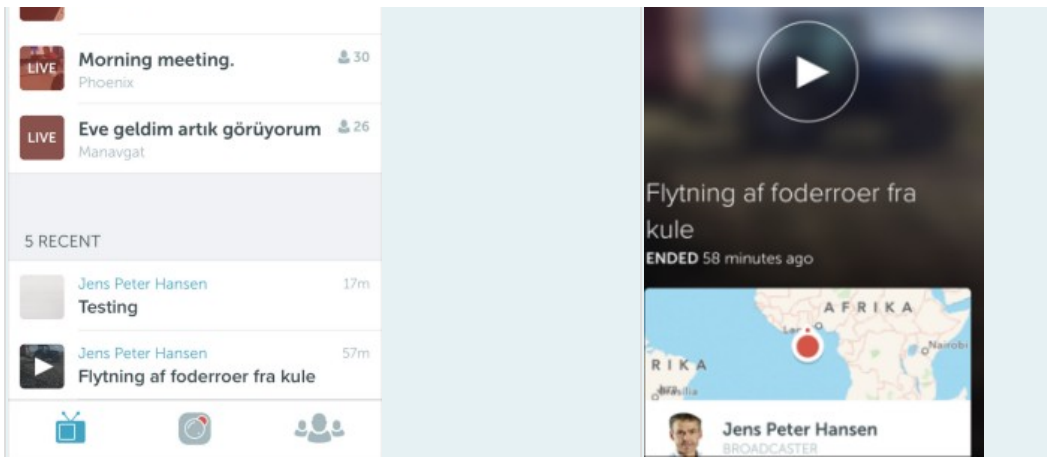 LIVE
Morning meeting.
30
Phoenix
LIVE
Eve geldim artık görüyorum
26
Manavgat
5 RECENT
Jens Peter Hansen
17m
Testing
Jens Peter Hansen
57m
Flytning af foderroer fra kule
Flytning af foderroer fra
kule
ENDED 58 minutes ago
AFRIKA
Nairobi
RIKA
Jens Peter Hansen
BROADCASTER